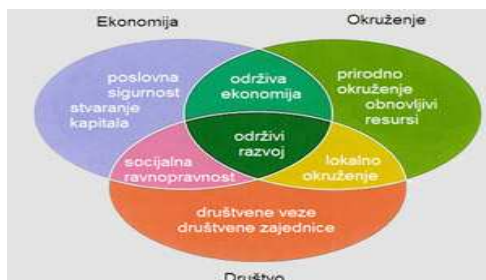 Ekonomija
Okruženje
poslovna
sigurnost
stvaranje
kapitala
održiva
ekonomija
prirodno
okruženje
obnovljivi
resursi
održivi
razvoj
socijalna
ravnopravnost
lokalno
okruženje
društvene veze
društvene zajednice
Društvo